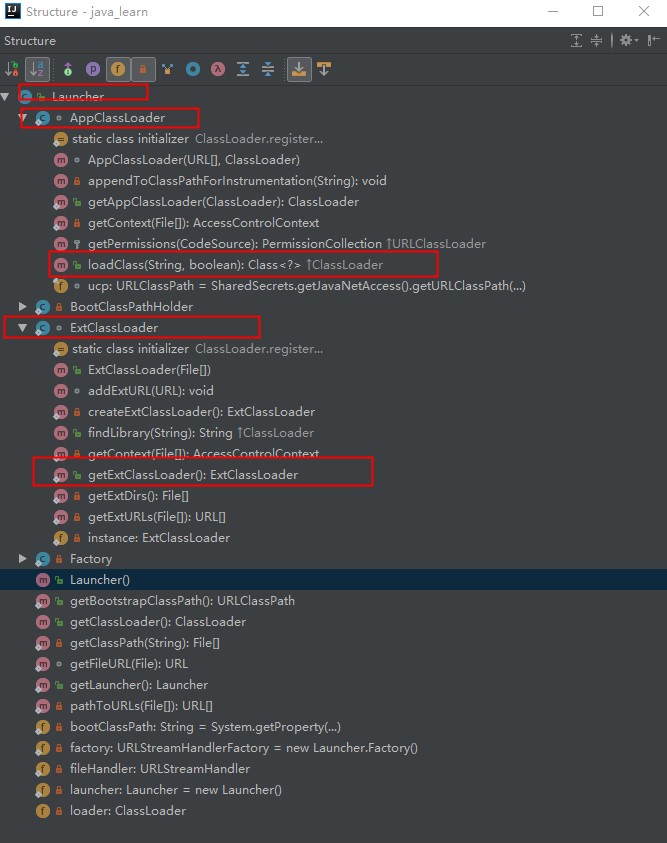 Structure - java_learn
Structure
Launcher
AppClassLoader
static class initializer ClassLoader.register...
AppClassLoader(URL[], ClassLoader)
appendToClassPathForInstrumentation(String): void
getAppClassLoader(ClassLoader): ClassLoader
getContext(File[]): AccessControlContext
getPermissions(CodeSource): PermissionCollection ↑URLClassLoader
loadClass(String, boolean): Class<?> ↑ClassLoader
ucp: URLClassPath = SharedSecrets.getJavaNetAccess().getURLClassPath(...)
BootClassPathHolder
ExtClassLoader
static class initializer ClassLoader.register...
ExtClassLoader(File[])
addExtURL(URL): void
createExtClassLoader(): ExtClassLoader
findLibrary(String): String ↑ClassLoader
getContext(File[]): AccessControlContext
getExtClassLoader(): ExtClassLoader
getExtDirs(): File[]
getExtURLs(File[]): URL[]
instance: ExtClassLoader
Factory
Launcher()
getBootstrapClassPath(): URLClassPath
getClassLoader(): ClassLoader
getClassPath(String): File[]
getFileURL(File): URL
getLauncher(): Launcher
pathToURLs(File[]): URL[]
bootClassPath: String = System.getProperty(...)
factory: URLStreamHandlerFactory = new Launcher.Factory()
fileHandler: URLStreamHandler
launcher: Launcher = new Launcher()
loader: ClassLoader